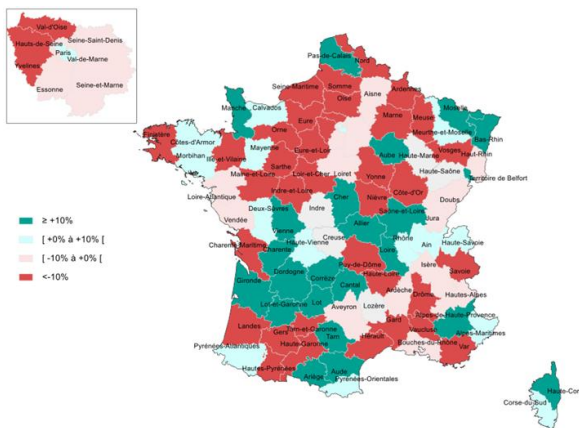 Val-d'Oise
Seine-Saint-Denis
Hauts-de-Seine
Paris
Val-de-Marne
Yvelines
Seine-et-Marne
Essonne
Pas-de-Calais
Nord
Seine-Maritime
Somme
Aisne
Ardennes
Oise
Manche
Calvados
Eure
Marne
Meuse
Moselle
Meurthe-et-Moselle
Bas-Rhin
Finistère
Côtes-d'Armor
Orne
Mayenne
Eure-et-Loir
Aube
Haute-Marne
Vosges
Haut-Rhin
Morbihan
Ille-et-Vilaine
Sarthe
Loir-et-Cher
Loiret
Yonne
Haute-Saône
Territoire de Belfort
Maine-et-Loire
Indre-et-Loire
Cher
Nièvre
Côte-d'Or
Doubs
Loire-Atlantique
Vendée
Deux-Sèvres
Indre
Saône-et-Loire
Jura
≥ +10%
Vienne
Creuse
Allier
[ +0% à +10% [
Charente-Maritime
Charente
Haute-Vienne
Rhône
Ain
Haute-Savoie
[ -10% à +0% [
Puy-de-Dôme
Loire
Isère
Savoie
<-10%
Gironde
Dordogne
Corrèze
Cantal
Haute-Loire
Ardèche
Drôme
Hautes-Alpes
Lot-et-Garonne
Lot
Aveyron
Lozère
Landes
Gers
Tarn-et-Garonne
Tarn
Gard
Vaucluse
Alpes-de-Haute-Provence
Alpes-Maritimes
Pyrénées-Atlantiques
Haute-Garonne
Hérault
Bouches-du-Rhône
Var
Hautes-Pyrénées
Ariège
Aude
Pyrénées-Orientales
Haute-Cor
Corse-du-Sud